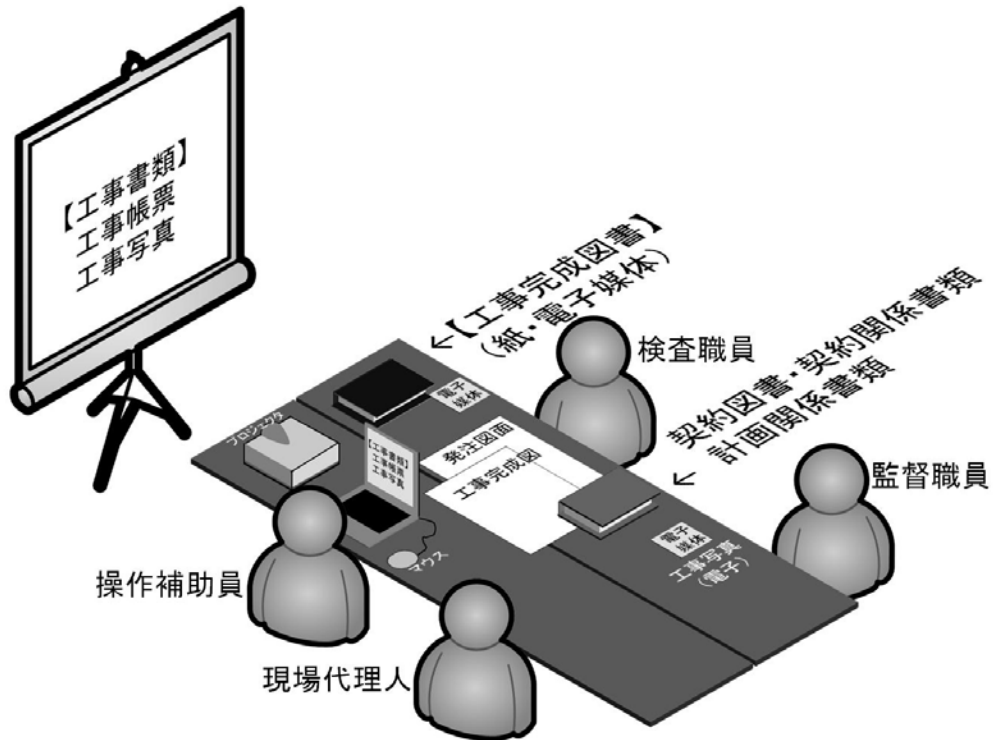 【工事書類】
工事帳票
工事写真
←【工事完成図書】
(紙・電子媒体)
検査職員
契約図書・契約関係書類
計画関係書類
←
監督職員
電子
媒体
プロジェクタ
【工事書類】
工事帳票
工事写真
発注図面
工事完成図
電子
媒体
工事写真
(電子)
マウス
操作補助員
現場代理人